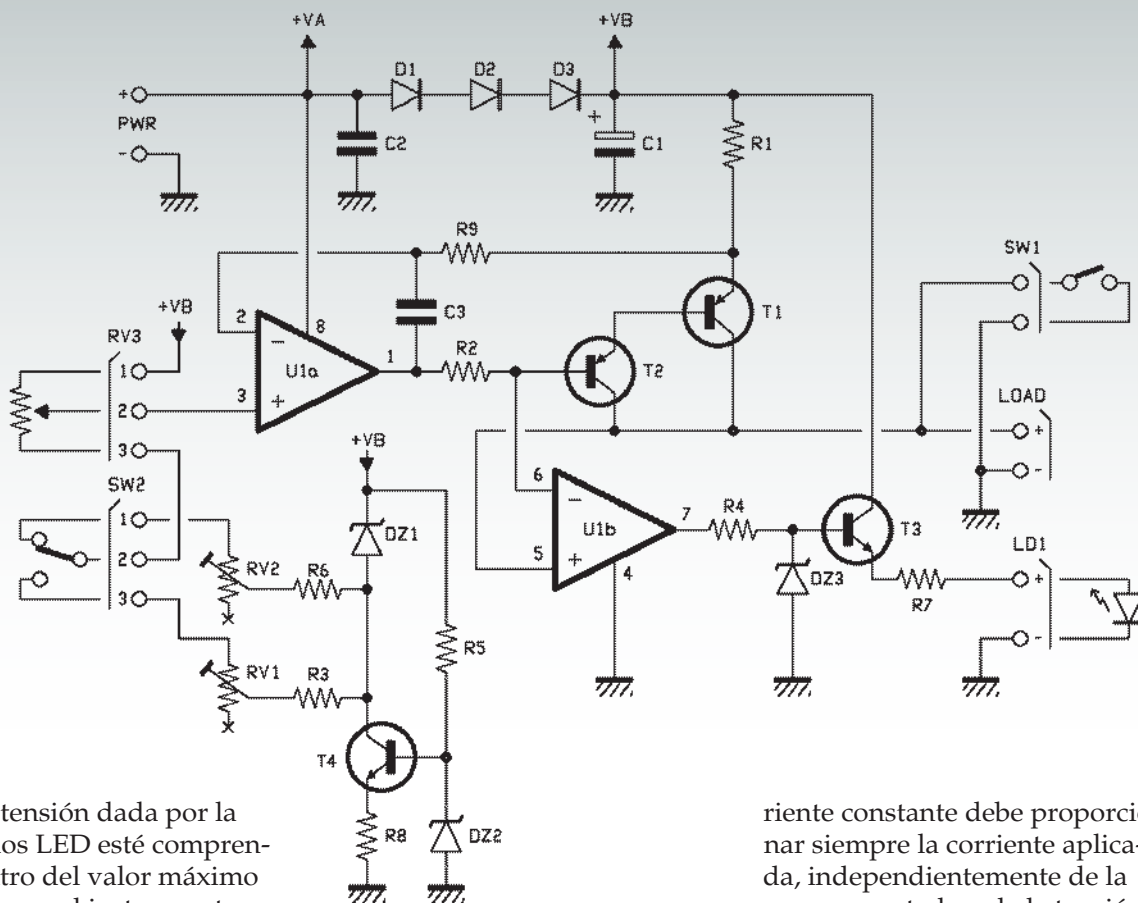 +VA
+VB
D1
D2
D3
+
PWR
-
C2
+
C1
R1
R9
SW1
+VB
C3
T1
RV3
2
8
1
R2
1
U1a
T2
2
3
LOAD
3
+VB
+
-
SW2
6
1
DZ1
7
R4
2
U1b
T3
5
LD1
3
RV2
R6
4
DZ3
+
R7
-
R5
RV1
R3
T4
R8
DZ2
tensión dada por la
los LED esté compren-
tro del valor máximo
riente constante debe proporcio
nar siempre la corriente aplica-
da, independientemente de la